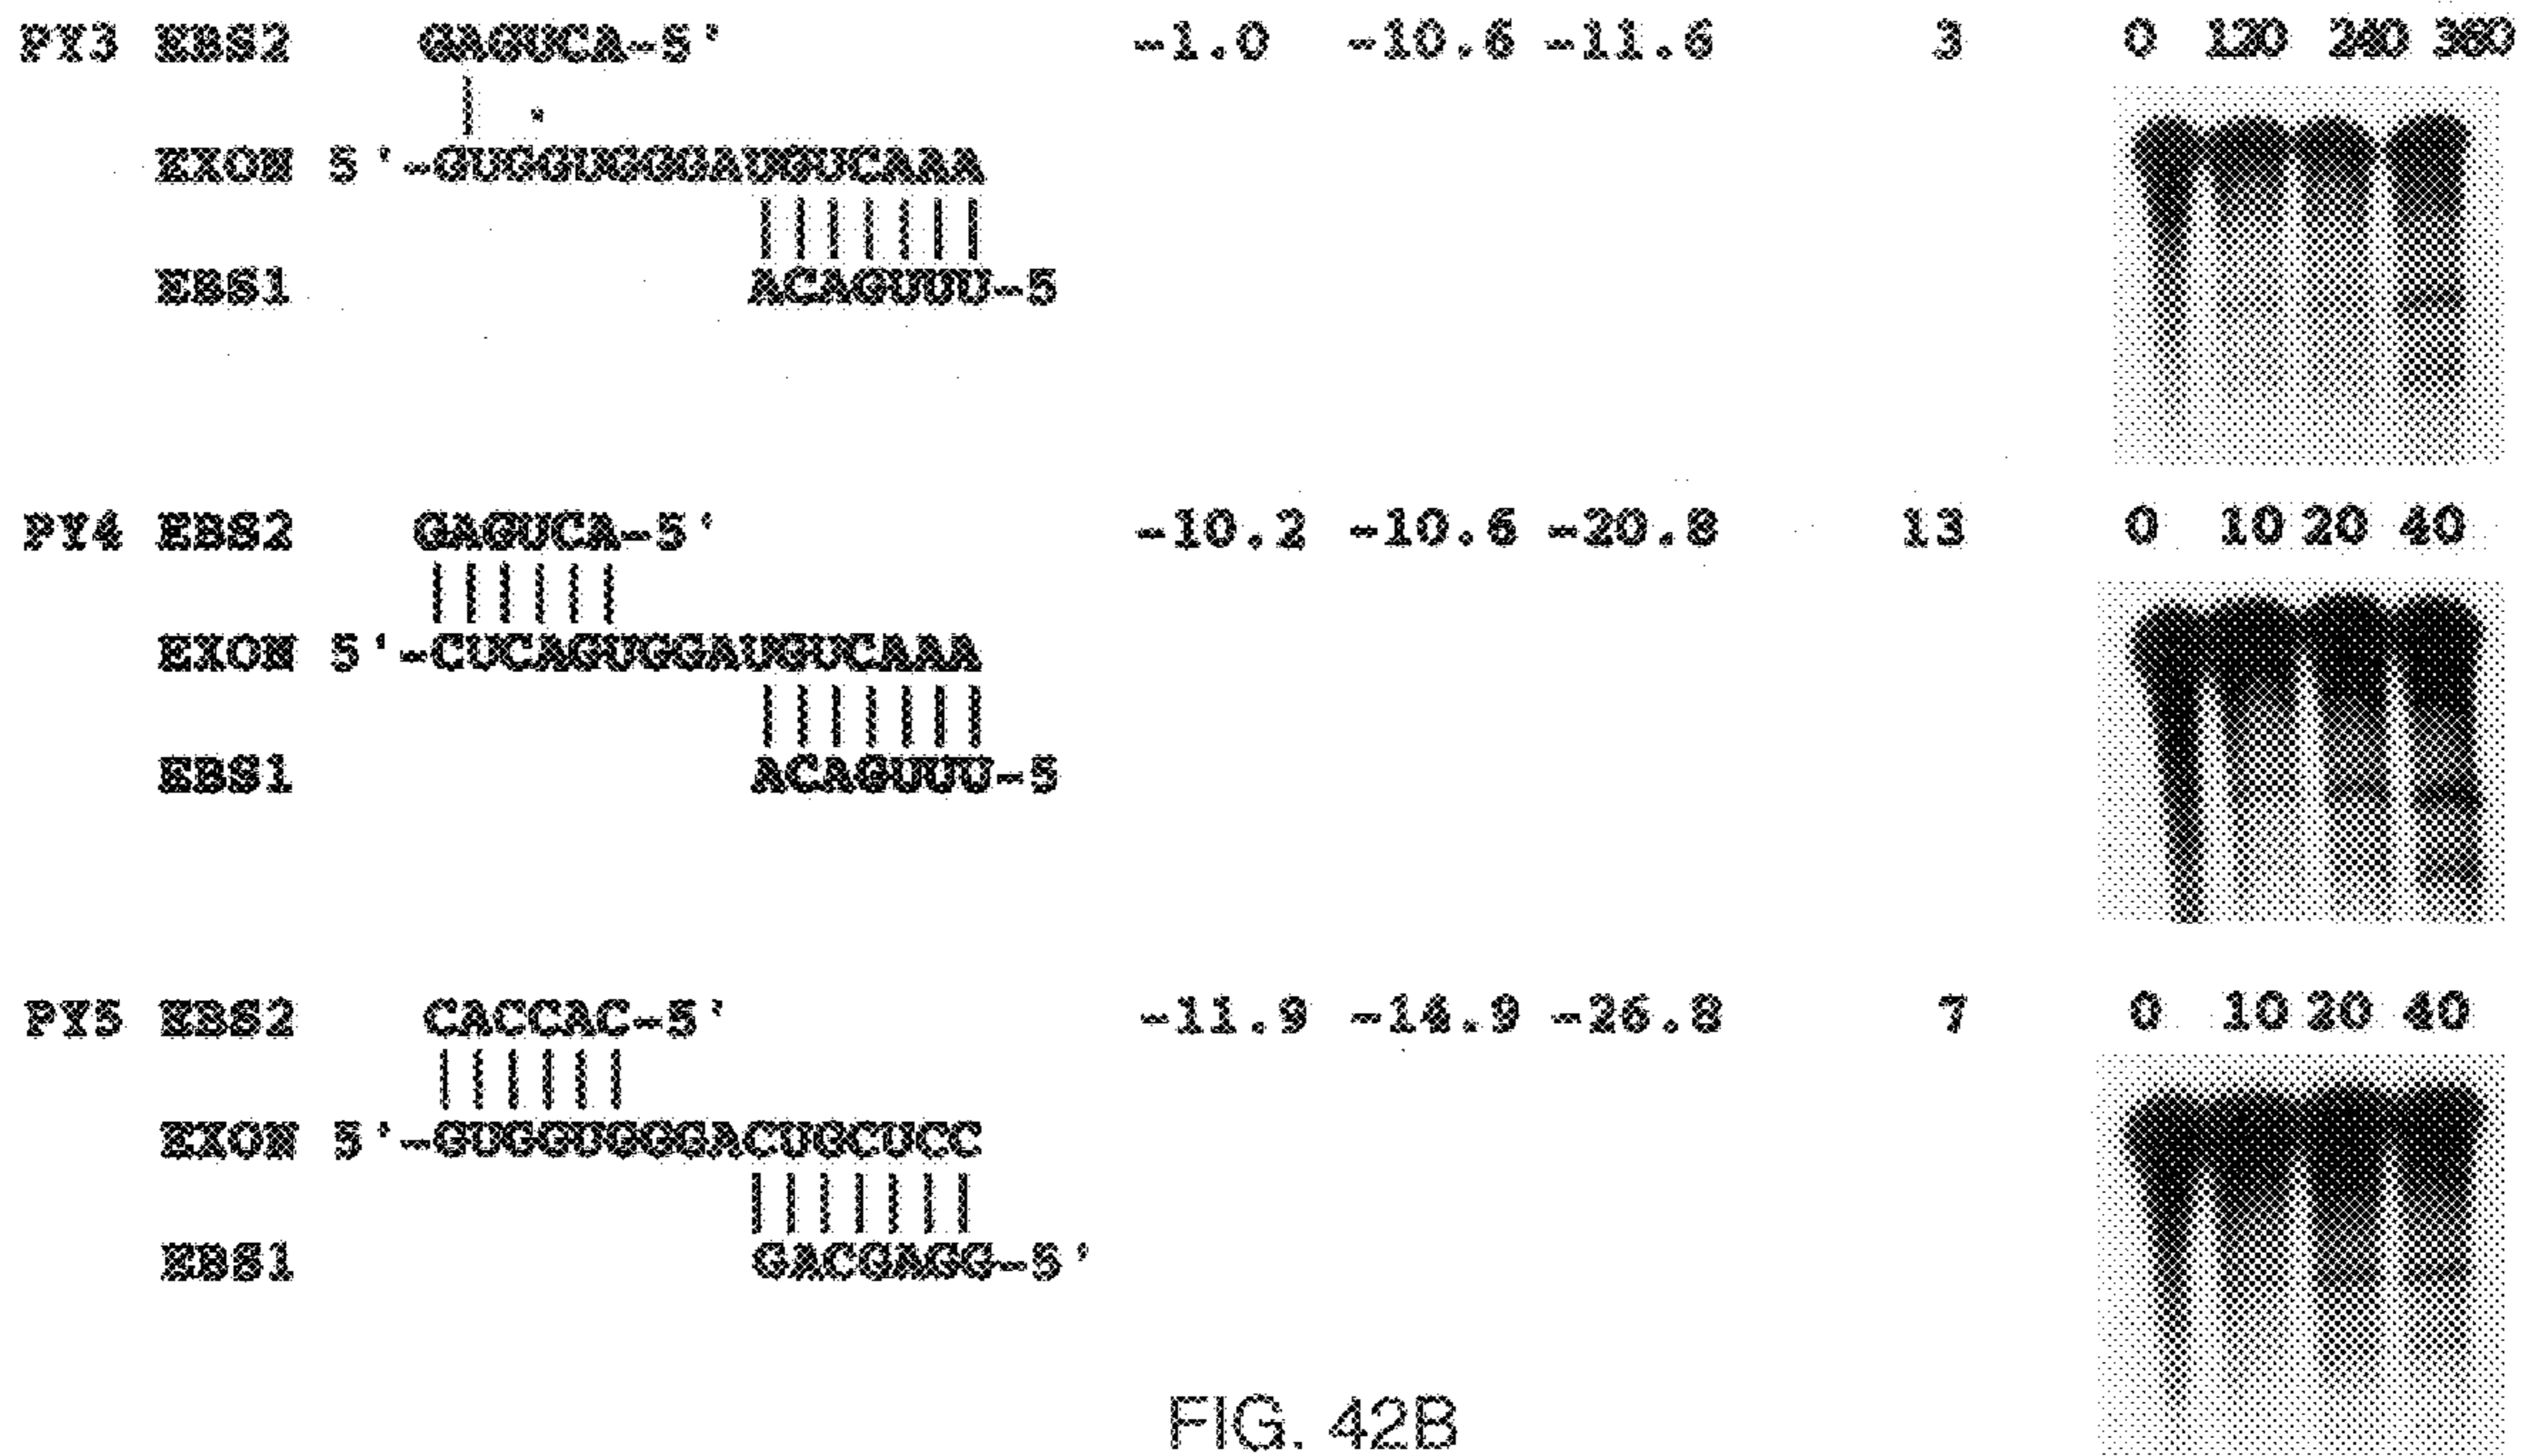 PY3 EBS2 GAGUCA-5' -1.0 -10.6 -11.6 3 0 120 240 360
EXON 5'-GUGGUGGGAUGUCAAA
EBS1 ACAGUUU-5
PY4 EBS2 GAGUCA-5' -10.2 -10.6 -20.8 13 0 10 20 40
EXON 5'-CUCAGUGGAUGUCAAA
EBS1 ACAGUUU-5
PY5 EBS2 CACCAC-5' -11.9 -14.9 -26.8 7 0 10 20 40
EXON 5'-GUGGUGGGACUGCUCC
EBS1 GACGAGG-5'
FIG. 42B